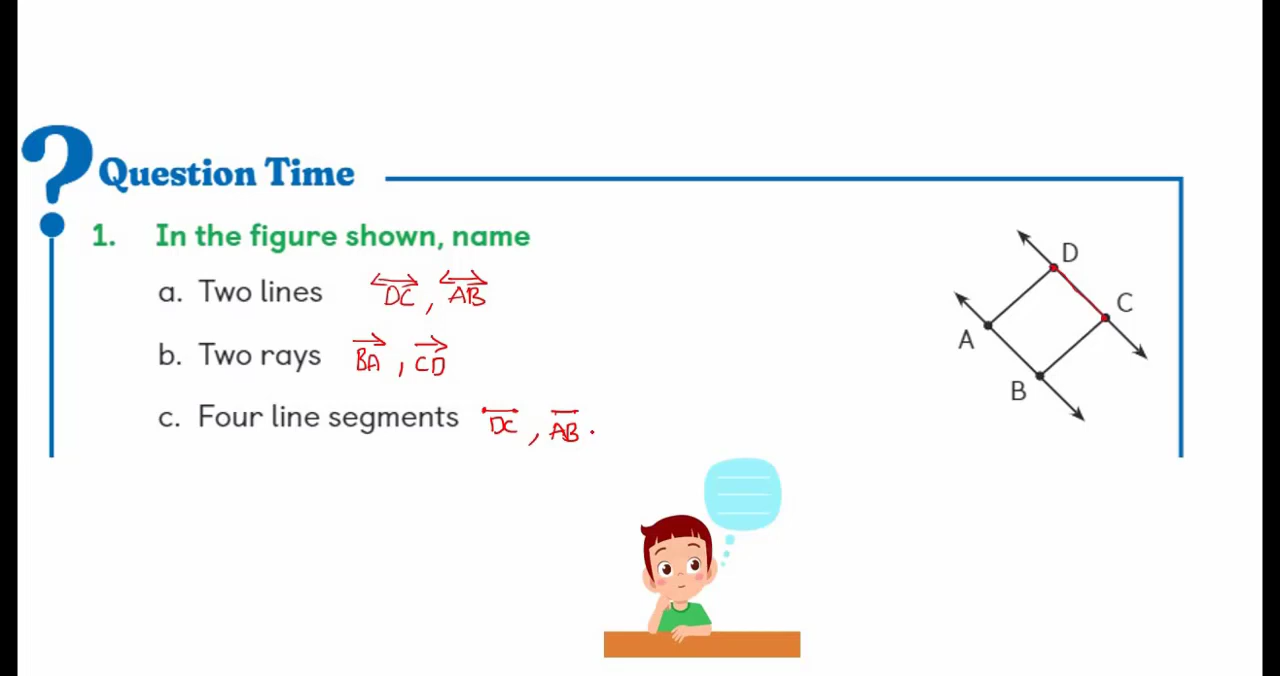 ? Question Time
1. In the figure shown, name
a. Two lines DC, AB
b. Two rays BA, CD
c. Four line segments DC, AB.
D
C
A
B